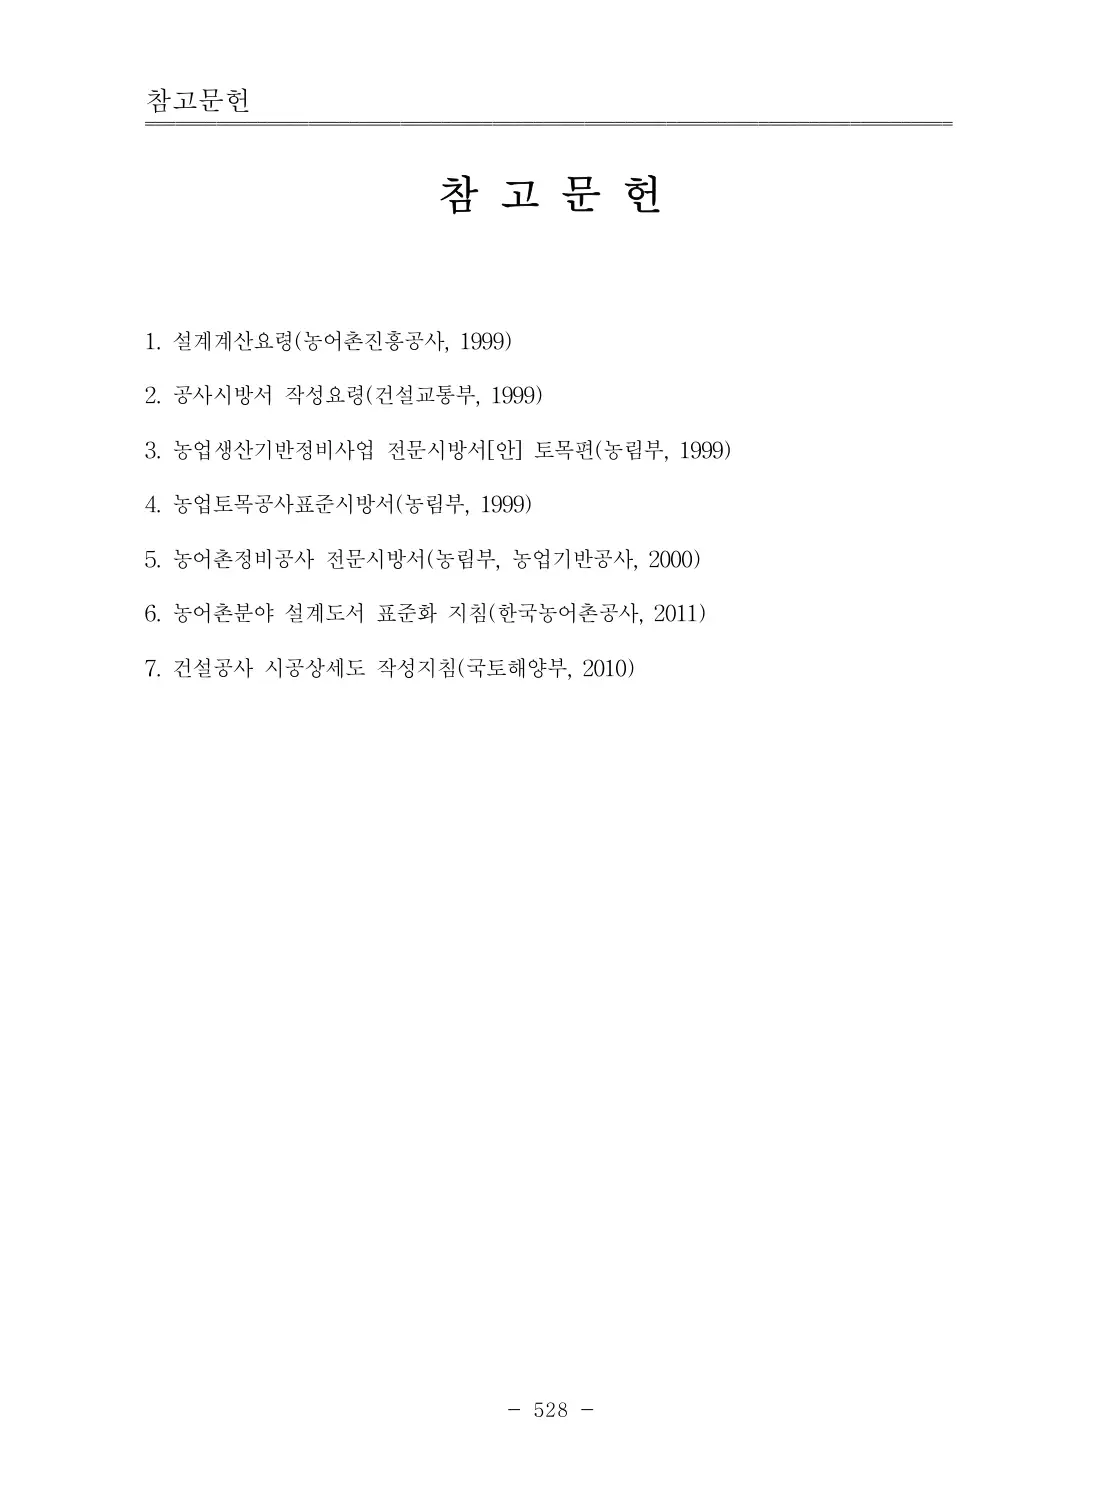 참고문헌
참 고 문 헌
1. 설계계산요령(농어촌진흥공사, 1999)
2. 공사시방서 작성요령(건설교통부, 1999)
3. 농업생산기반정비사업 전문시방서[안] 토목편(농림부, 1999)
4. 농업토목공사표준시방서(농림부, 1999)
5. 농어촌정비공사 전문시방서(농림부, 농업기반공사, 2000)
6. 농어촌분야 설계도서 표준화 지침(한국농어촌공사, 2011)
7. 건설공사 시공상세도 작성지침(국토해양부, 2010)
- 528 -